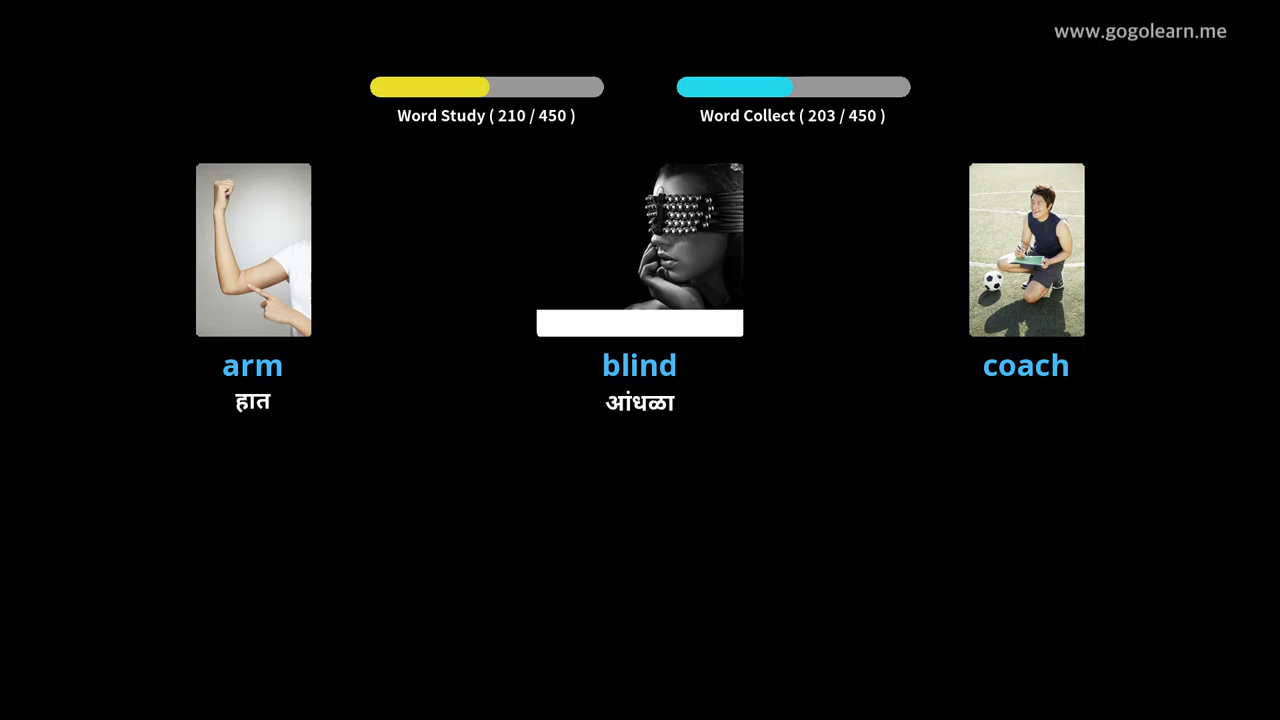 www.gogolearn.me
Word Study ( 210 / 450 )
Word Collect ( 203 / 450 )
arm
blind
coach
हात
आंधळा